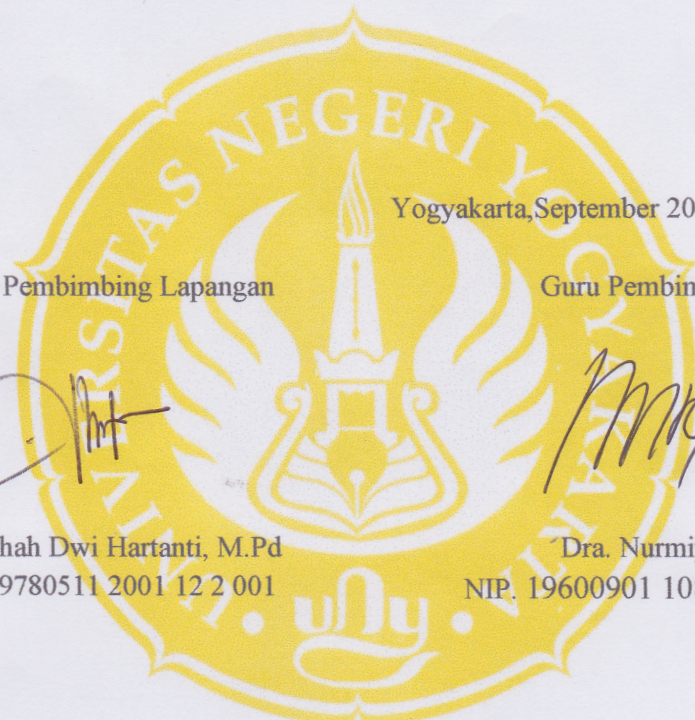 UNIVERSITAS NEGERI YOGYAKARTA
Yogyakarta,September 20
Pembimbing Lapangan
Guru Pembim
hah Dwi Hartanti, M.Pd
Dra. Nurmi
9780511 2001 12 2 001
NIP. 19600901 10
uny